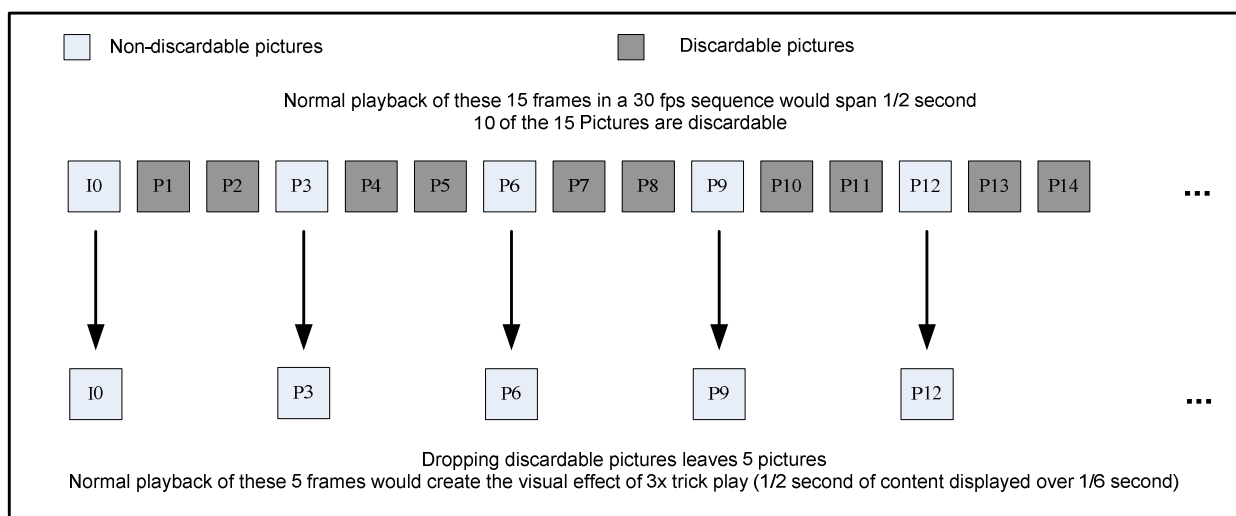 Non-discardable pictures
Discardable pictures
Normal playback of these 15 frames in a 30 fps sequence would span 1/2 second
10 of the 15 Pictures are discardable
I0 P1 P2 P3 P4 P5 P6 P7 P8 P9 P10 P11 P12 P13 P14 ...
I0 P3 P6 P9 P12 ...
Dropping discardable pictures leaves 5 pictures
Normal playback of these 5 frames would create the visual effect of 3x trick play (1/2 second of content displayed over 1/6 second)